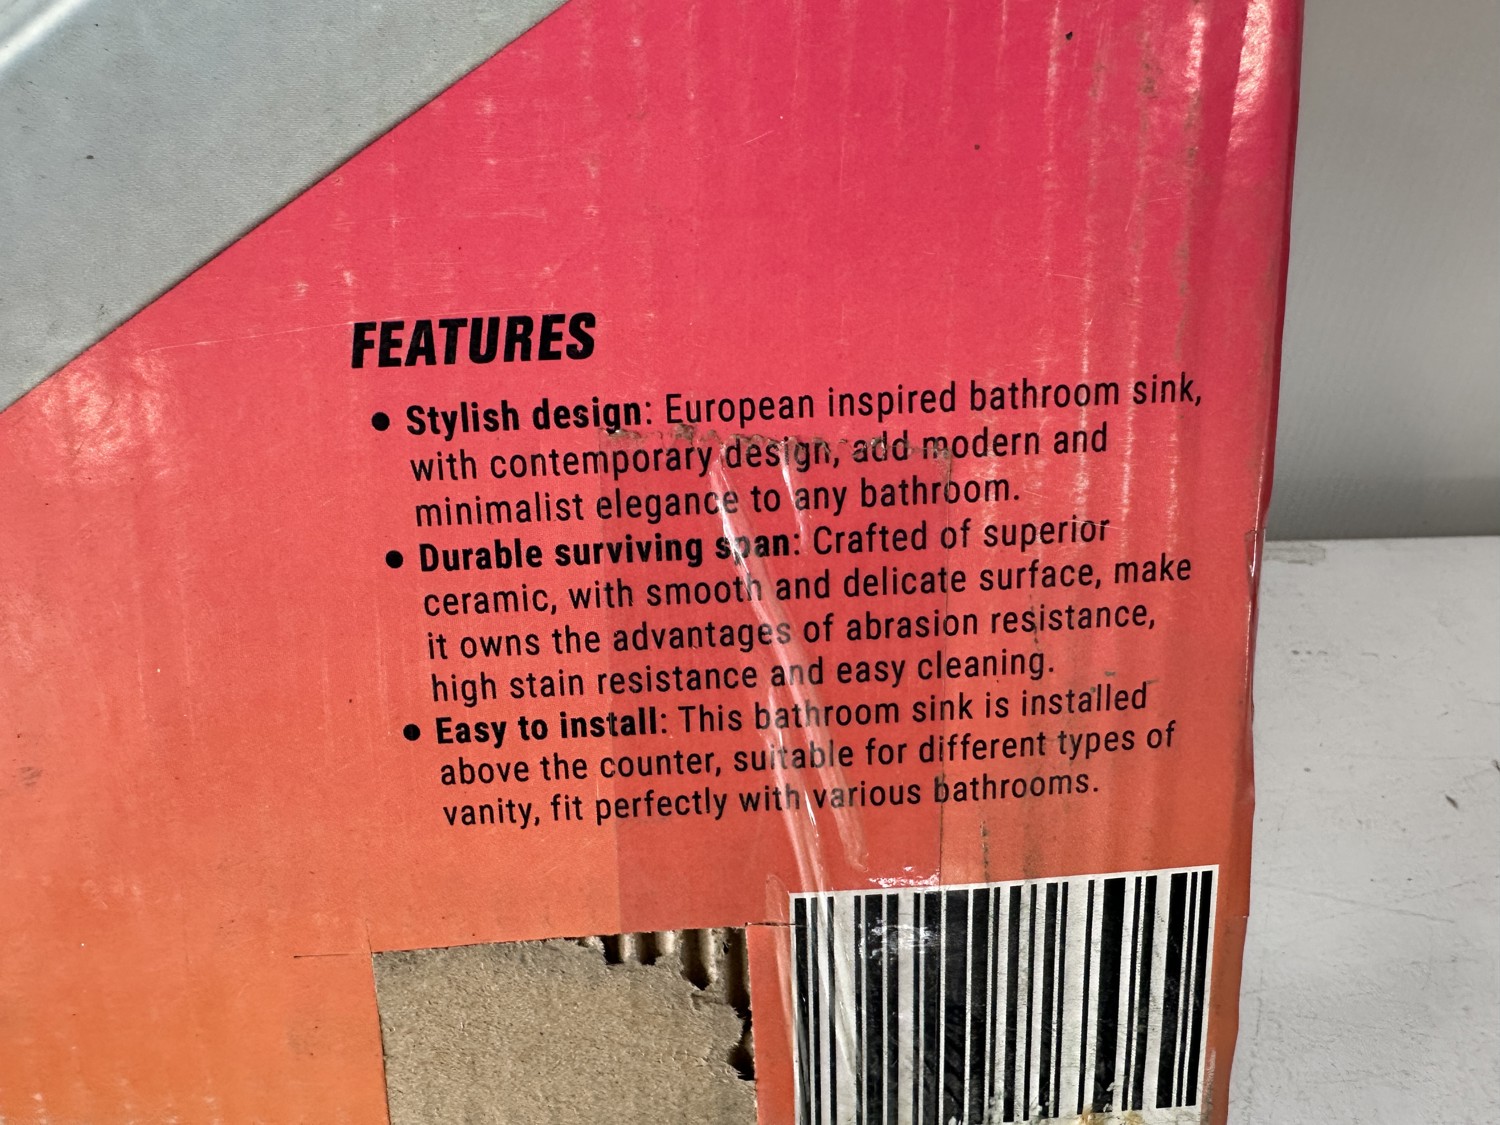 FEATURES
● Stylish design: European inspired bathroom sink,
with contemporary design, add modern and
minimalist elegance to any bathroom.
● Durable surviving span: Crafted of superior
ceramic, with smooth and delicate surface, make
it owns the advantages of abrasion resistance,
high stain resistance and easy cleaning.
● Easy to install: This bathroom sink is installed
above the counter, suitable for different types of
vanity, fit perfectly with various bathrooms.